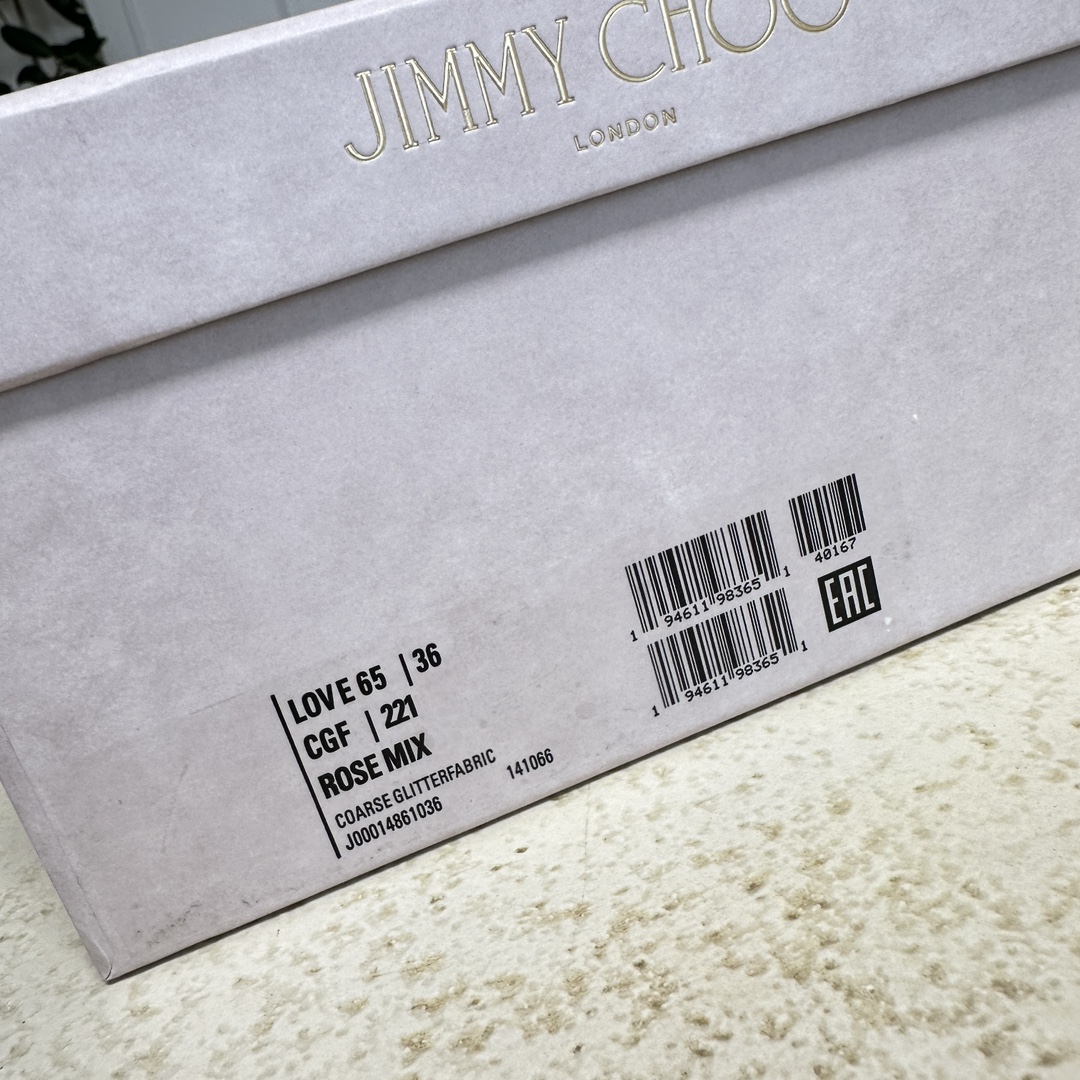 JIMMY CHOO
LONDON
LOVE 65 | 36
CGF | 221
ROSE MIX
COARSE GLITTERFABRIC 141066
J00014861036
1 94611 98365 1
40167
1 94611 98365 1
EAC